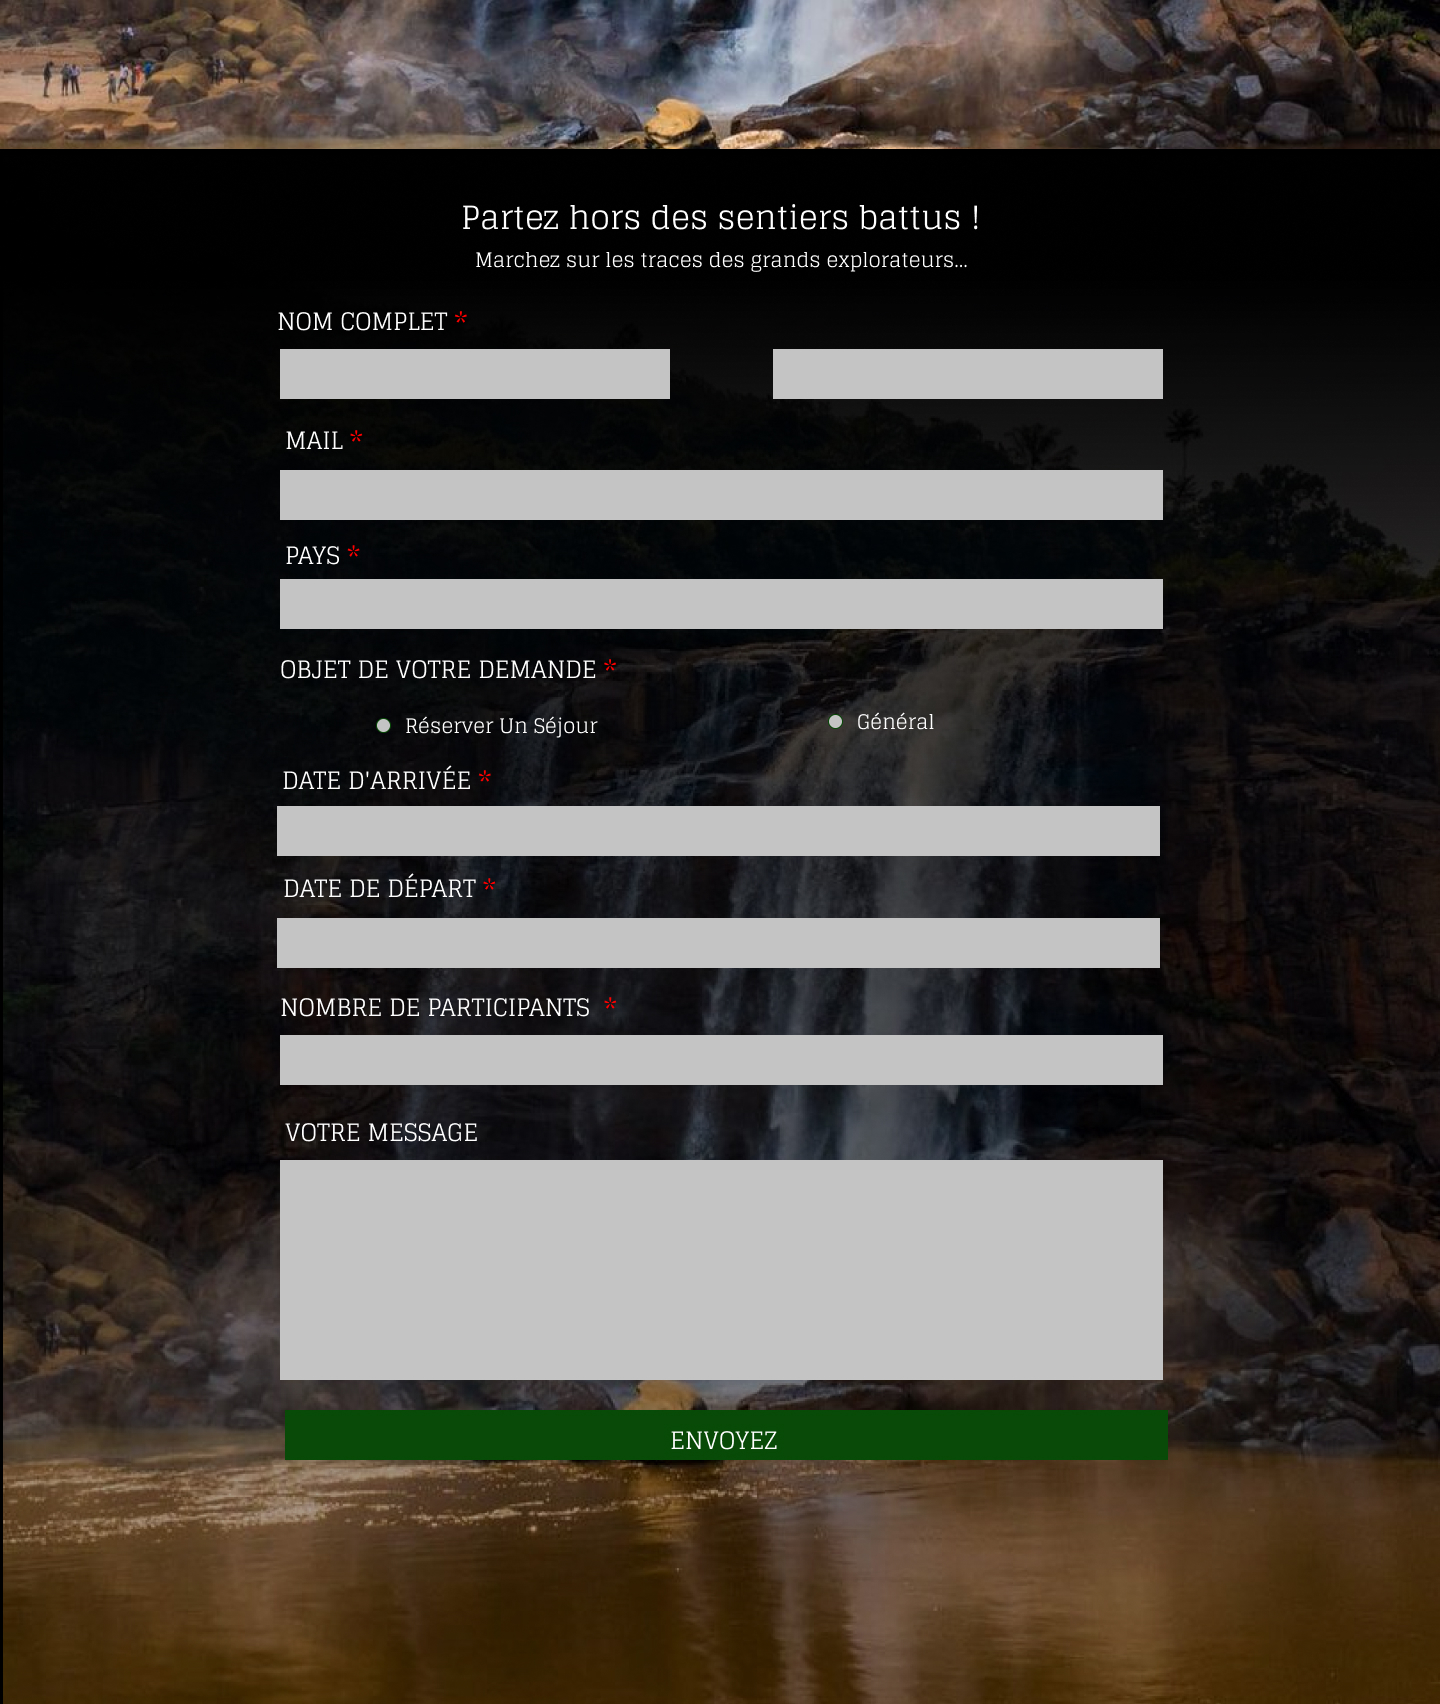 Partez hors des sentiers battus !
Marchez sur les traces des grands explorateurs...
NOM COMPLET *
MAIL *
PAYS *
OBJET DE VOTRE DEMANDE *
Réserver Un Séjour
Général
DATE D'ARRIVÉE *
DATE DE DÉPART *
NOMBRE DE PARTICIPANTS *
VOTRE MESSAGE
ENVOYEZ